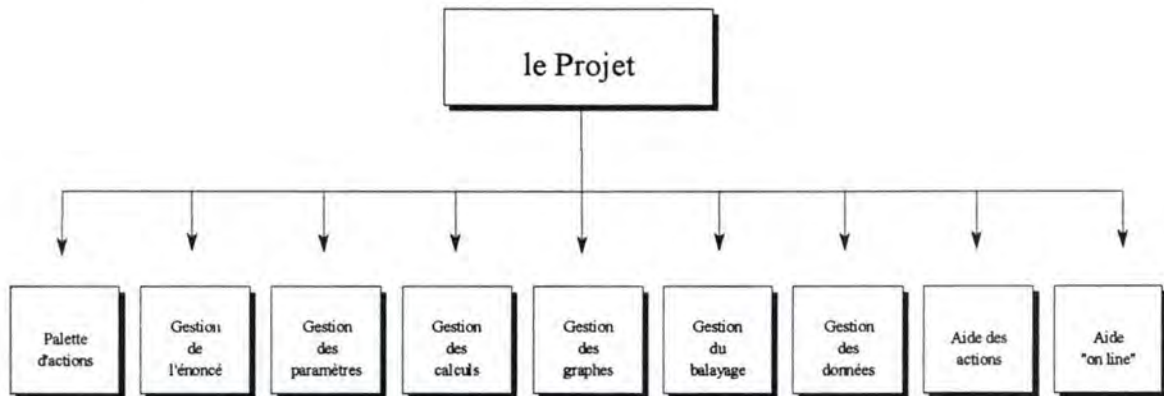 le Projet
Palette
d'actions
Gestion
de
l'énoncé
Gestion
des
paramètres
Gestion
des
calculs
Gestion
des
graphes
Gestion
du
balayage
Gestion
des
données
Aide des
actions
Aide
"on line"